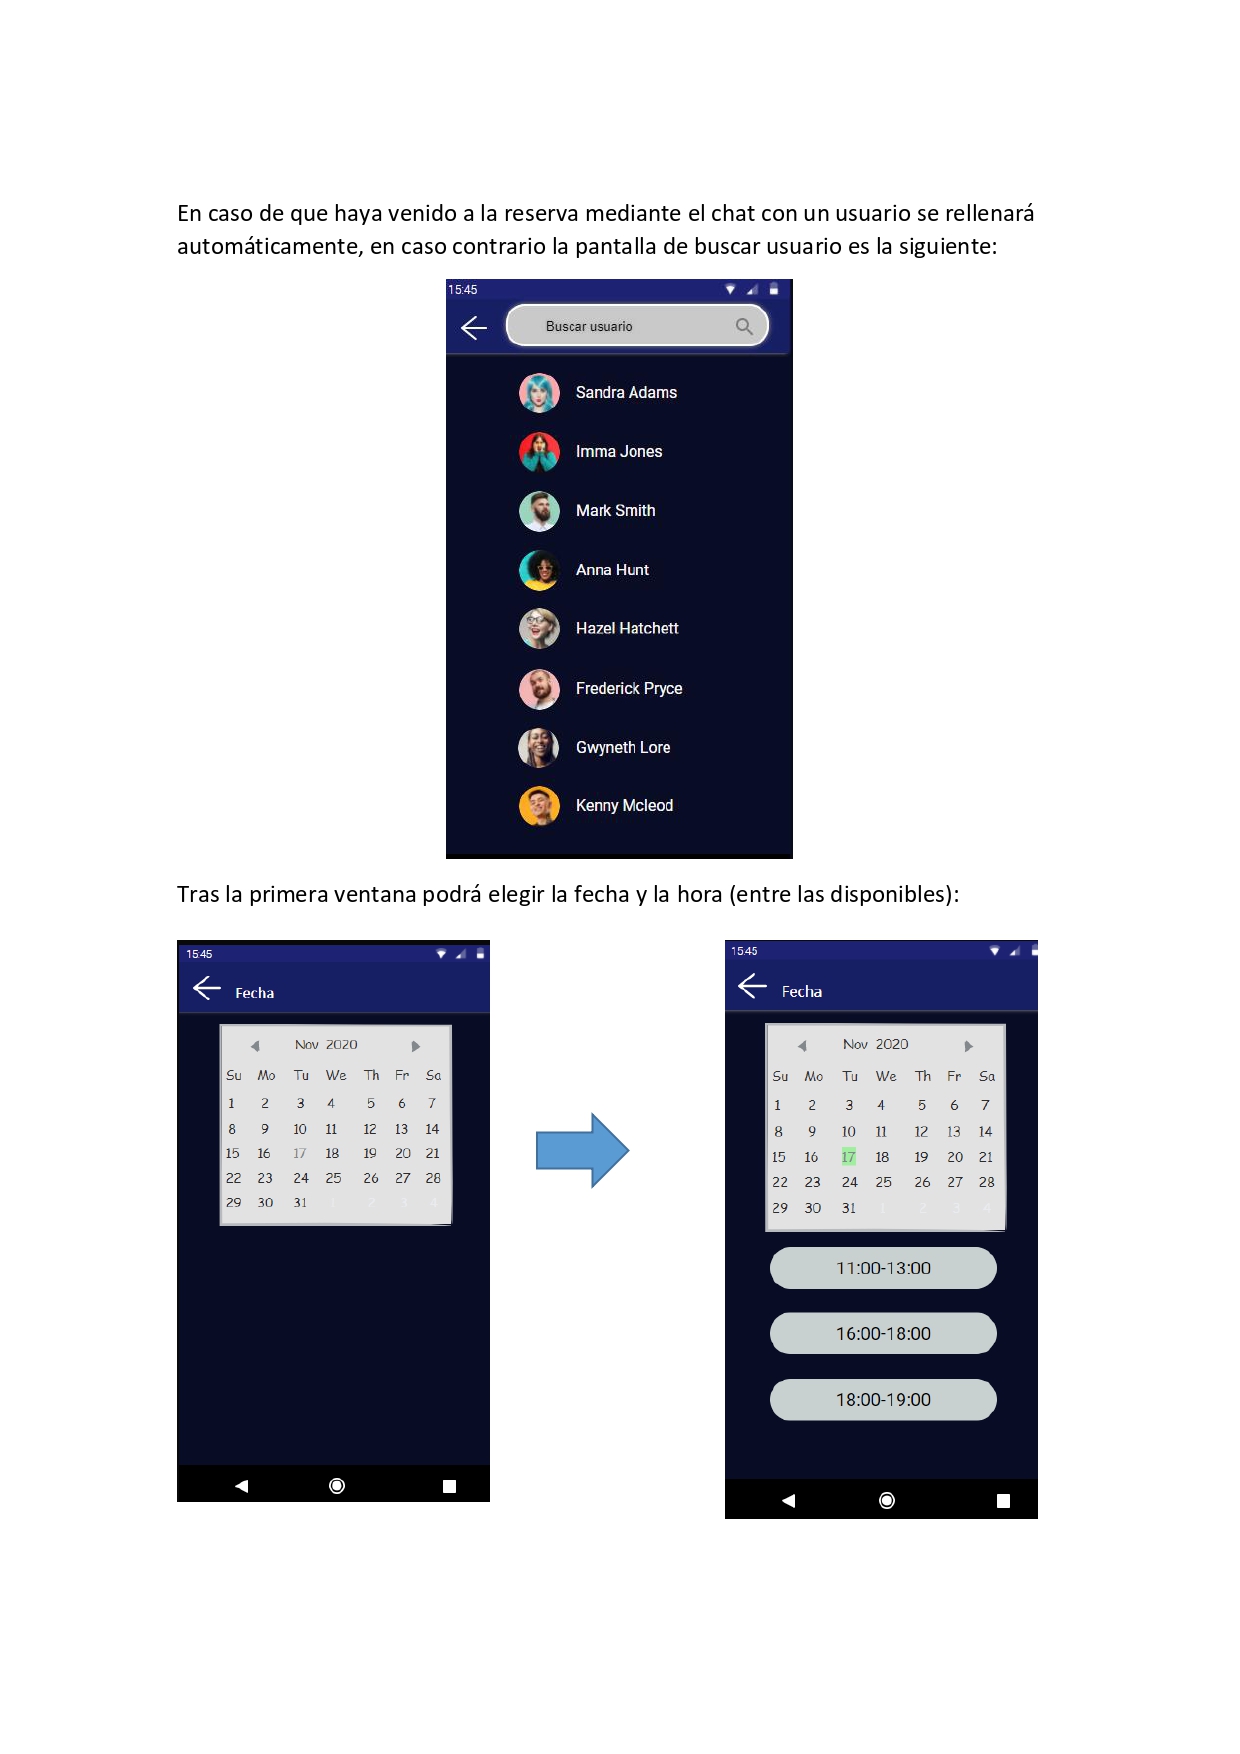 En caso de que haya venido a la reserva mediante el chat con un usuario se rellenará
automáticamente, en caso contrario la pantalla de buscar usuario es la siguiente:
15:45
Buscar usuario
Sandra Adams
Imma Jones
Mark Smith
Anna Hunt
Hazel Hatchett
Frederick Pryce
Gwyneth Lore
Kenny Mcleod
Tras la primera ventana podrá elegir la fecha y la hora (entre las disponibles):
15:45
Fecha
Nov 2020
Su Mo Tu We Th Fr Sa
1 2 3 4 5 6 7
8 9 10 11 12 13 14
15 16 17 18 19 20 21
22 23 24 25 26 27 28
29 30 31 1 2 3 4
15:45
Fecha
Nov 2020
Su Mo Tu We Th Fr Sa
1 2 3 4 5 6 7
8 9 10 11 12 13 14
15 16 17 18 19 20 21
22 23 24 25 26 27 28
29 30 31 1 2 3 4
11:00-13:00
16:00-18:00
18:00-19:00